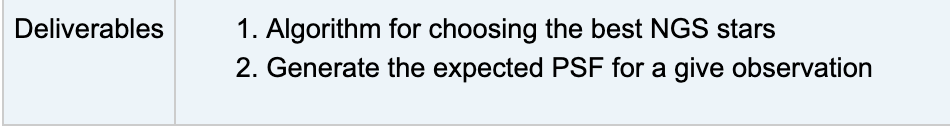 Deliverables
1. Algorithm for choosing the best NGS stars
2. Generate the expected PSF for a give observation